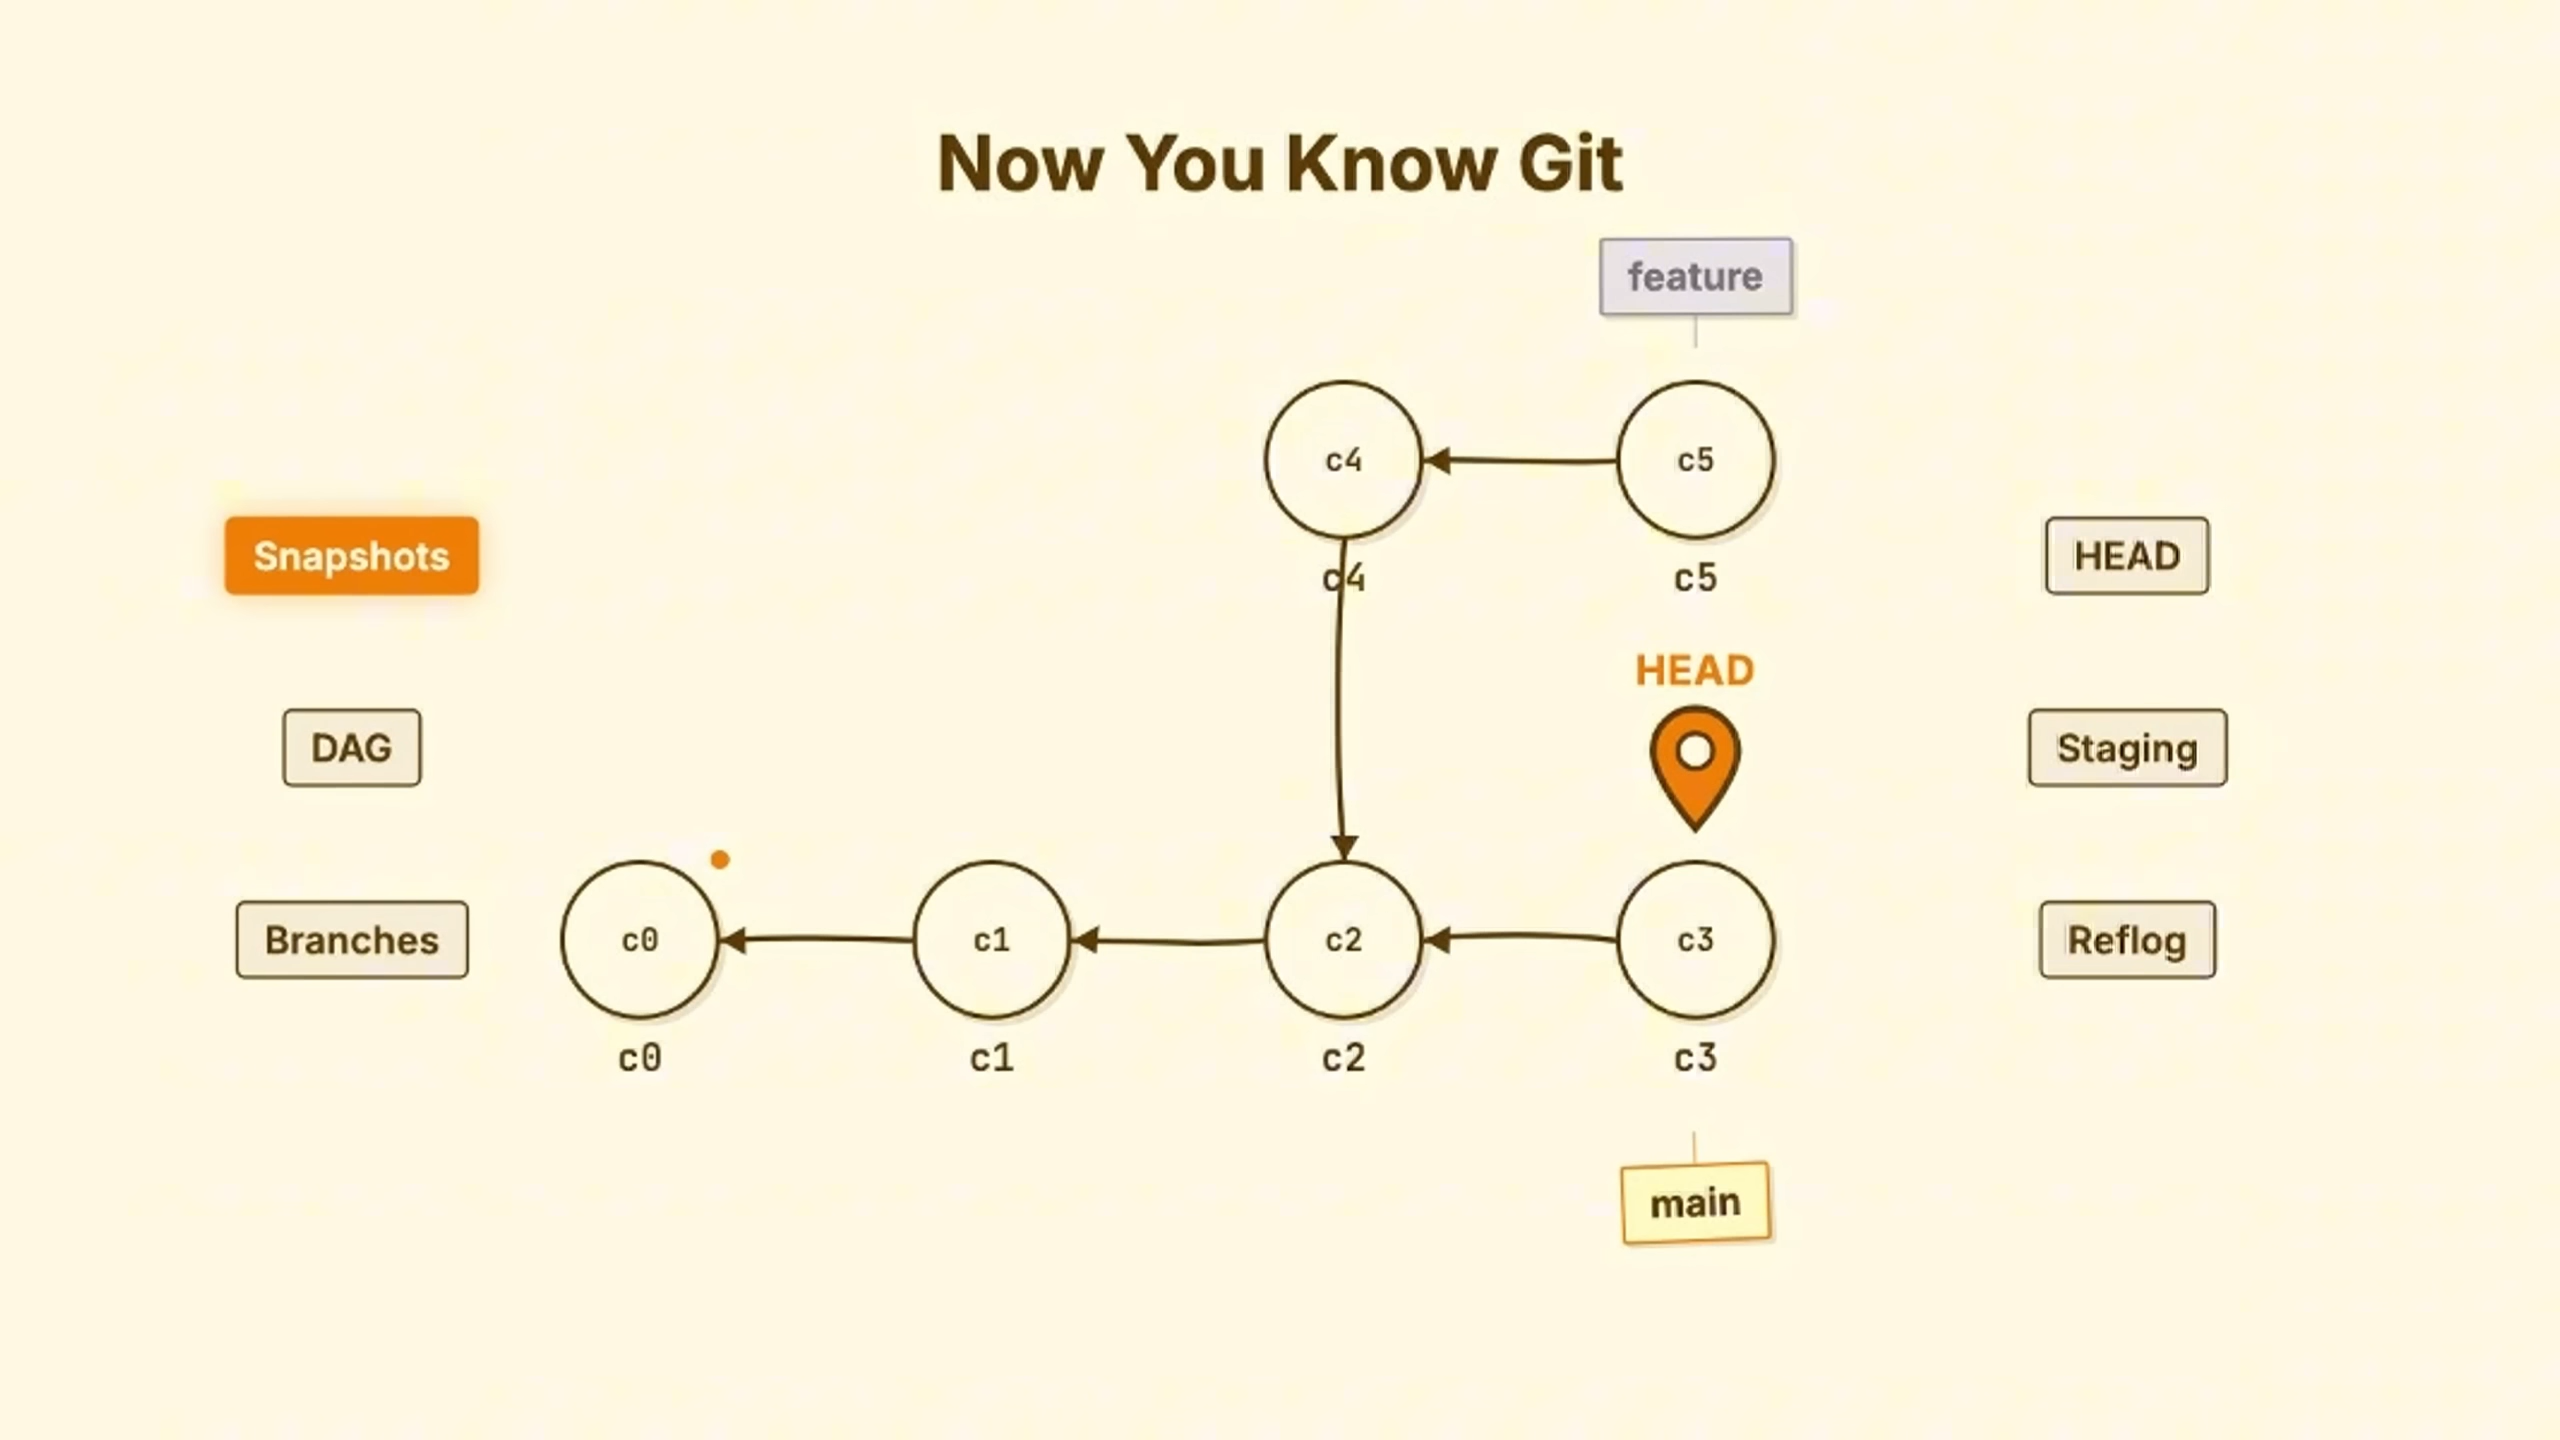 Now You Know Git
feature
c4
c5
c4
c5
Snapshots
HEAD
HEAD
DAG
Staging
Branches
c0
c1
c2
c3
Reflog
c0
c1
c2
c3
main